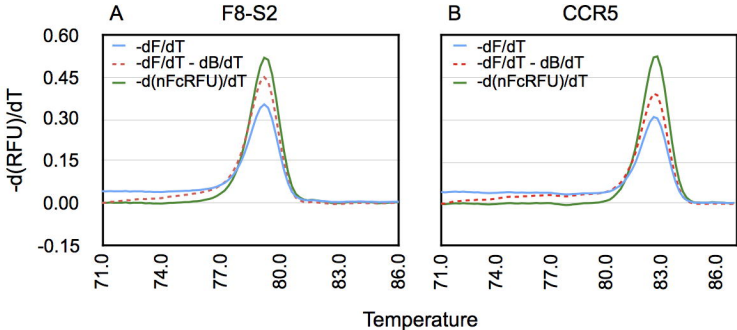 A F8-S2
B CCR5
-d(RFU)/dT
0.60
0.45
0.30
0.15
0.00
-0.15
-dF/dT
-dF/dT - dB/dT
-d(nFcRFU)/dT
-dF/dT
-dF/dT - dB/dT
-d(nFcRFU)/dT
71.0 74.0 77.0 80.0 83.0 86.0
71.0 74.0 77.0 80.0 83.0 86.0
Temperature